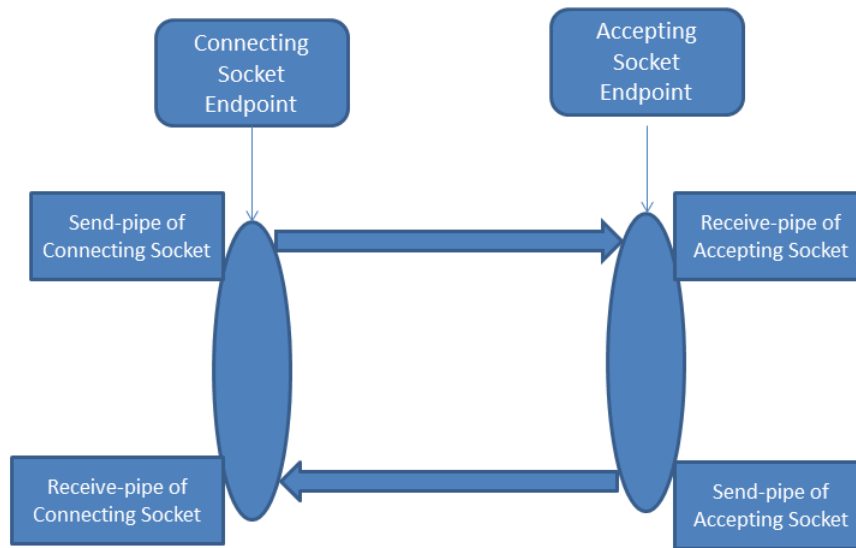 Connecting
Socket
Endpoint
Accepting
Socket
Endpoint
Send-pipe of
Connecting Socket
Receive-pipe of
Accepting Socket
Receive-pipe of
Connecting Socket
Send-pipe of
Accepting Socket